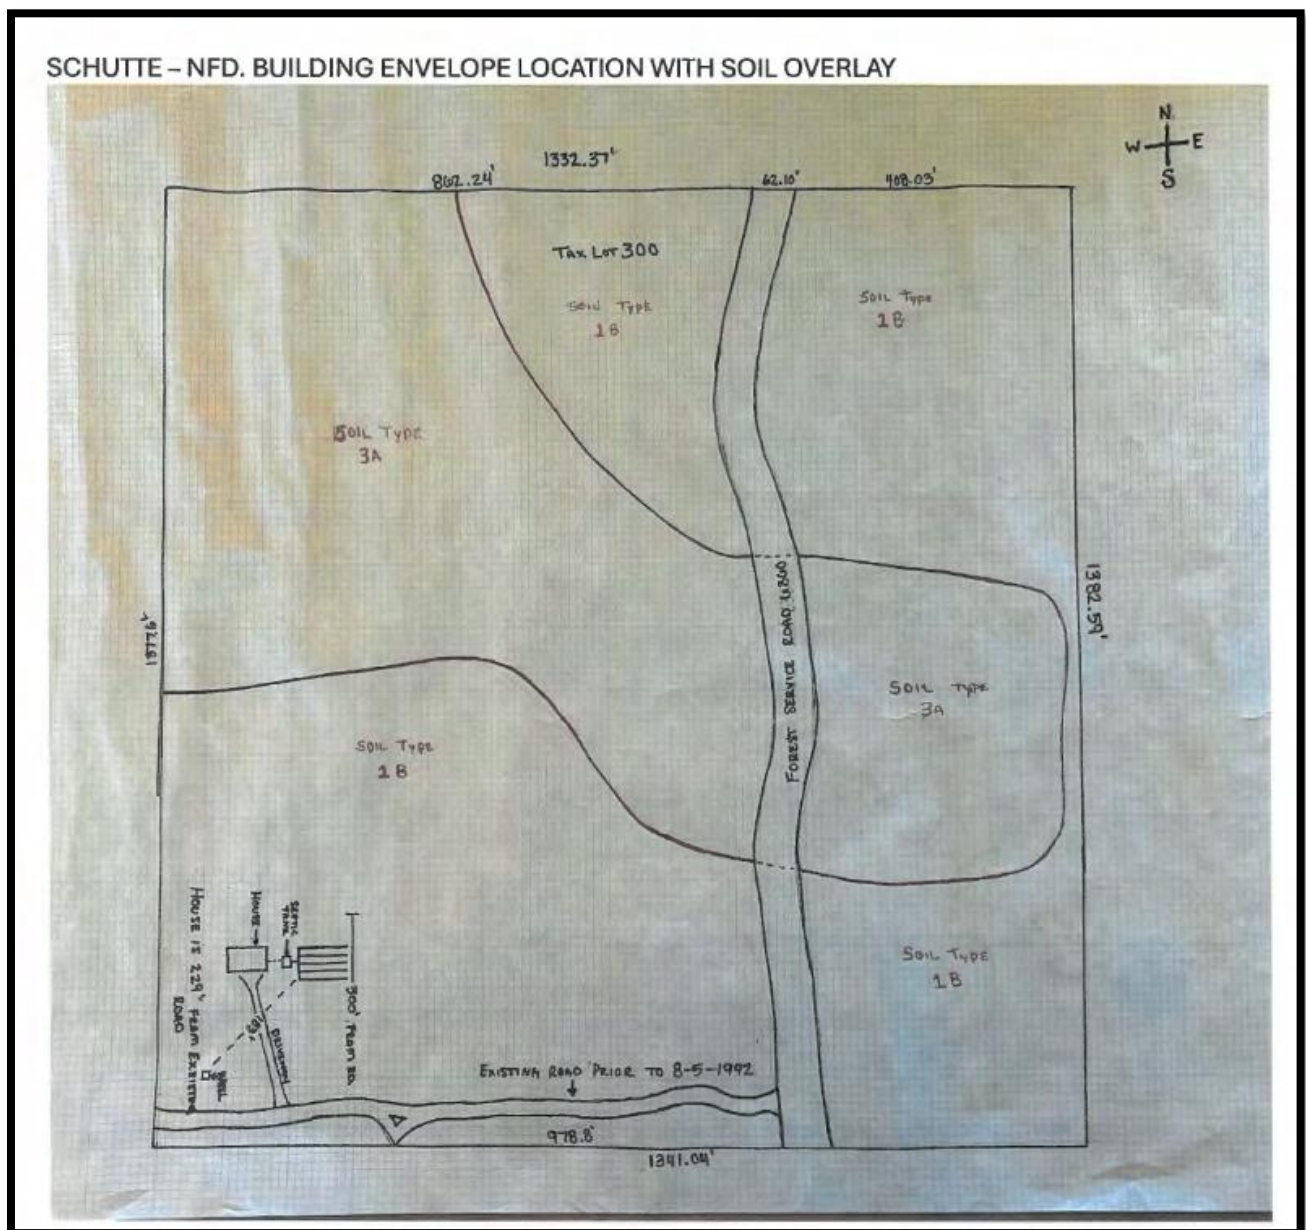 SCHUTTE – NFD. BUILDING ENVELOPE LOCATION WITH SOIL OVERLAY
N
W E
S
1332.37'
862.24'
62.10'
408.03'
TAX LOT 300
SOIL TYPE
1B
SOIL TYPE
1B
SOIL TYPE
3A
FOREST SERVICE ROAD
1382.59'
SOIL TYPE
3A
SOIL TYPE
1B
HOUSE
SEPTIC
TANK
HOUSE IS 229' FROM EXISTING
ROAD
300' FROM RD.
DRIVEWAY
WELL
SOIL TYPE
1B
EXISTING ROAD PRIOR TO 8-5-1992
978.8'
1341.04'